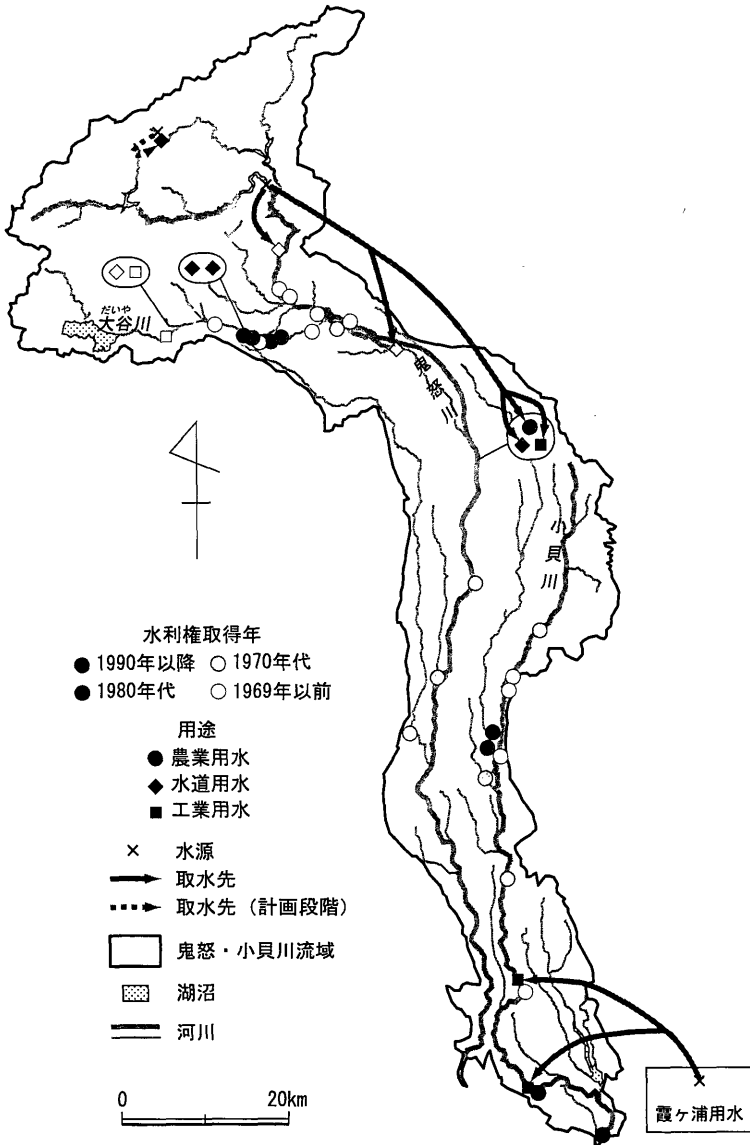 だいや
大谷川
鬼怒川
小貝川
水利権取得年
1990年以降 1970年代
1980年代 1969年以前
用途
農業用水
水道用水
工業用水
水源
取水先
取水先（計画段階）
鬼怒・小貝川流域
湖沼
河川
0 20km
霞ヶ浦用水